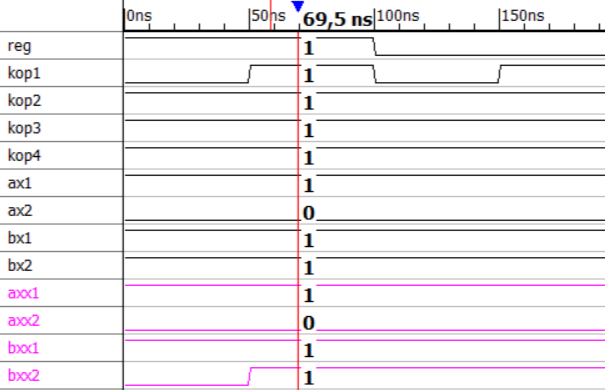 0ns 50ns 69,5 ns 100ns 150ns
reg 1
kop1 1
kop2 1
kop3 1
kop4 1
ax1 1
ax2 0
bx1 1
bx2 1
axx1 1
axx2 0
bxx1 1
bxx2 1